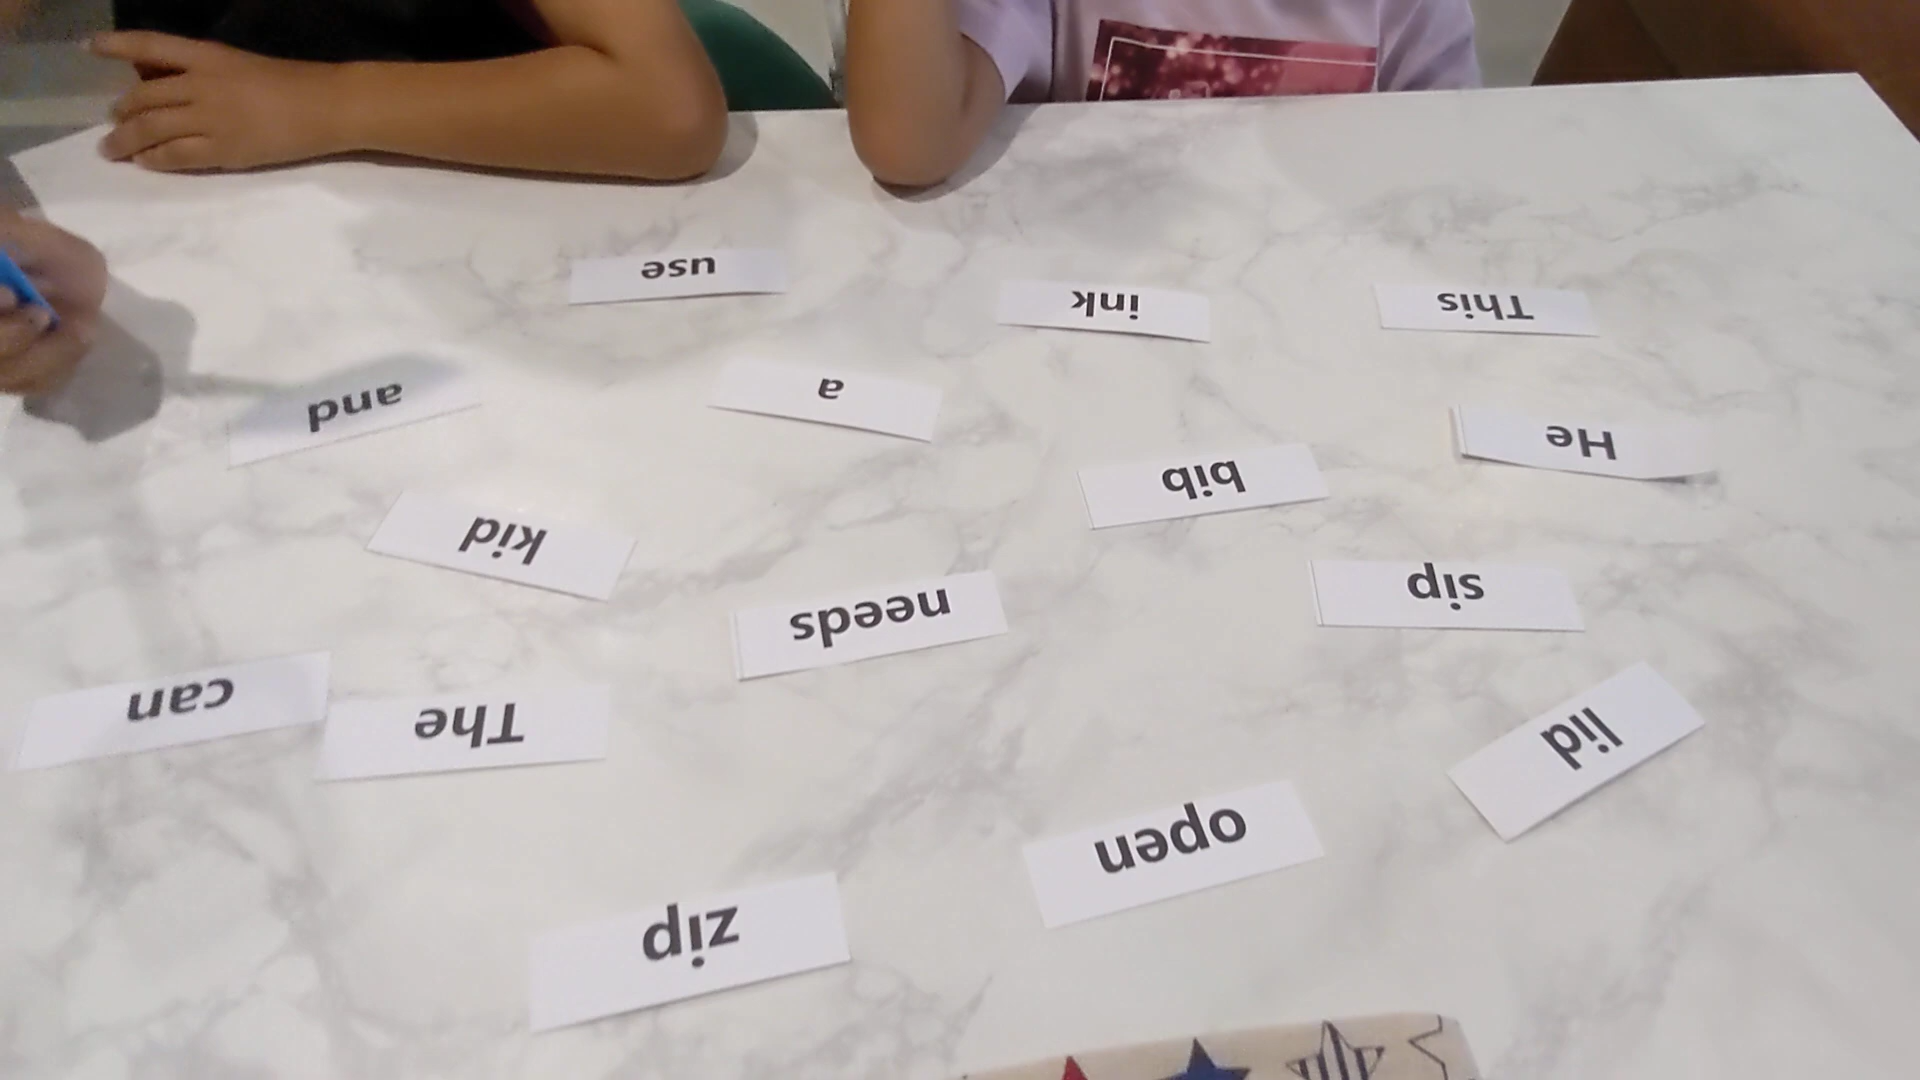 use
ink
This
and
a
He
bib
kid
sip
needs
can
The
lid
open
zip